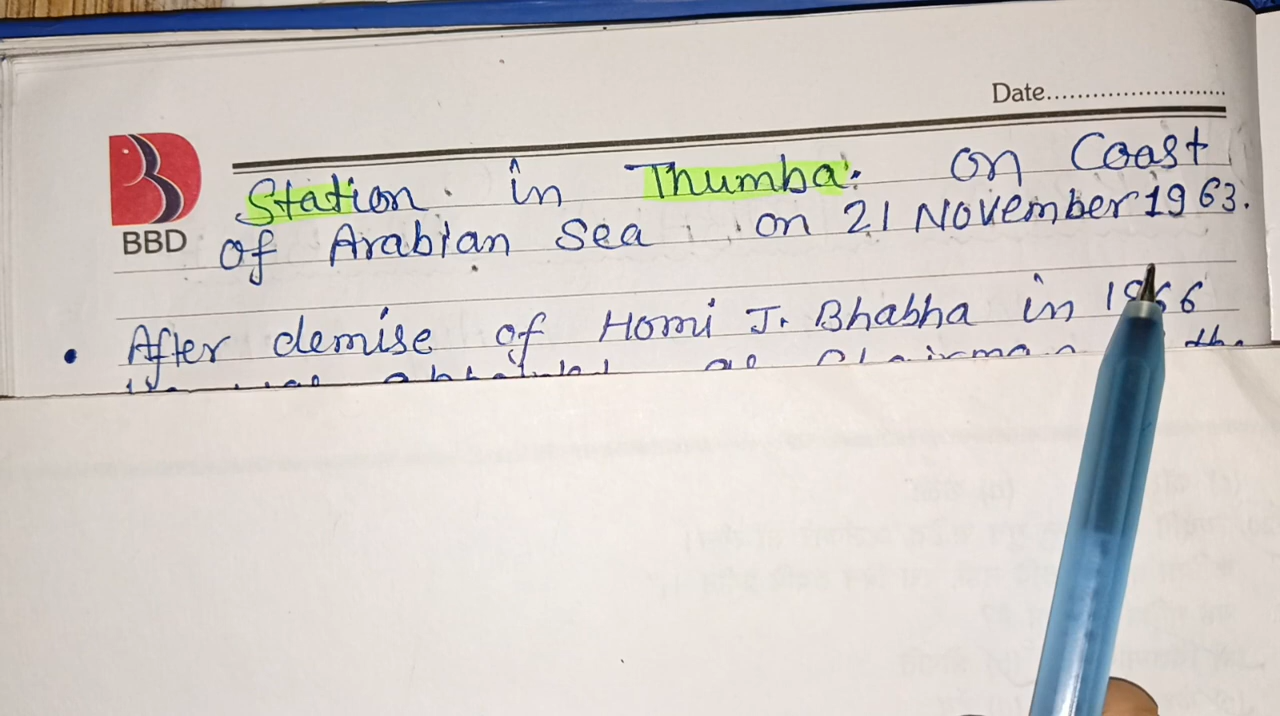 Date........................
BBD
Station in Thumba. on Coast
of Arabian Sea on 21 November 1963.
• After demise of Homi J. Bhabha in 1966
the